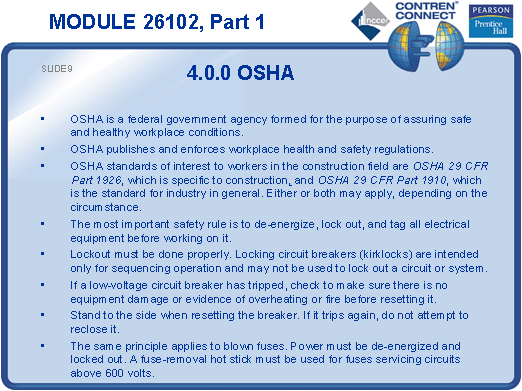 MODULE 26102, Part 1
nccer
CONTREN
CONNECT
PEARSON
Prentice
Hall
SLIDE 9
4.0.0 OSHA
• OSHA is a federal government agency formed for the purpose of assuring safe
and healthy workplace conditions.
• OSHA publishes and enforces workplace health and safety regulations.
• OSHA standards of interest to workers in the construction field are OSHA 29 CFR
Part 1926, which is specific to construction, and OSHA 29 CFR Part 1910, which
is the standard for industry in general. Either or both may apply, depending on the
circumstance.
• The most important safety rule is to de-energize, lock out, and tag all electrical
equipment before working on it.
• Lockout must be done properly. Locking circuit breakers (kirklocks) are intended
only for sequencing operation and may not be used to lock out a circuit or system.
• If a low-voltage circuit breaker has tripped, check to make sure there is no
equipment damage or evidence of overheating or fire before resetting it.
• Stand to the side when resetting the breaker. If it trips again, do not attempt to
reclose it.
• The same principle applies to blown fuses. Power must be de-energized and
locked out. A fuse-removal hot stick must be used for fuses servicing circuits
above 600 volts.